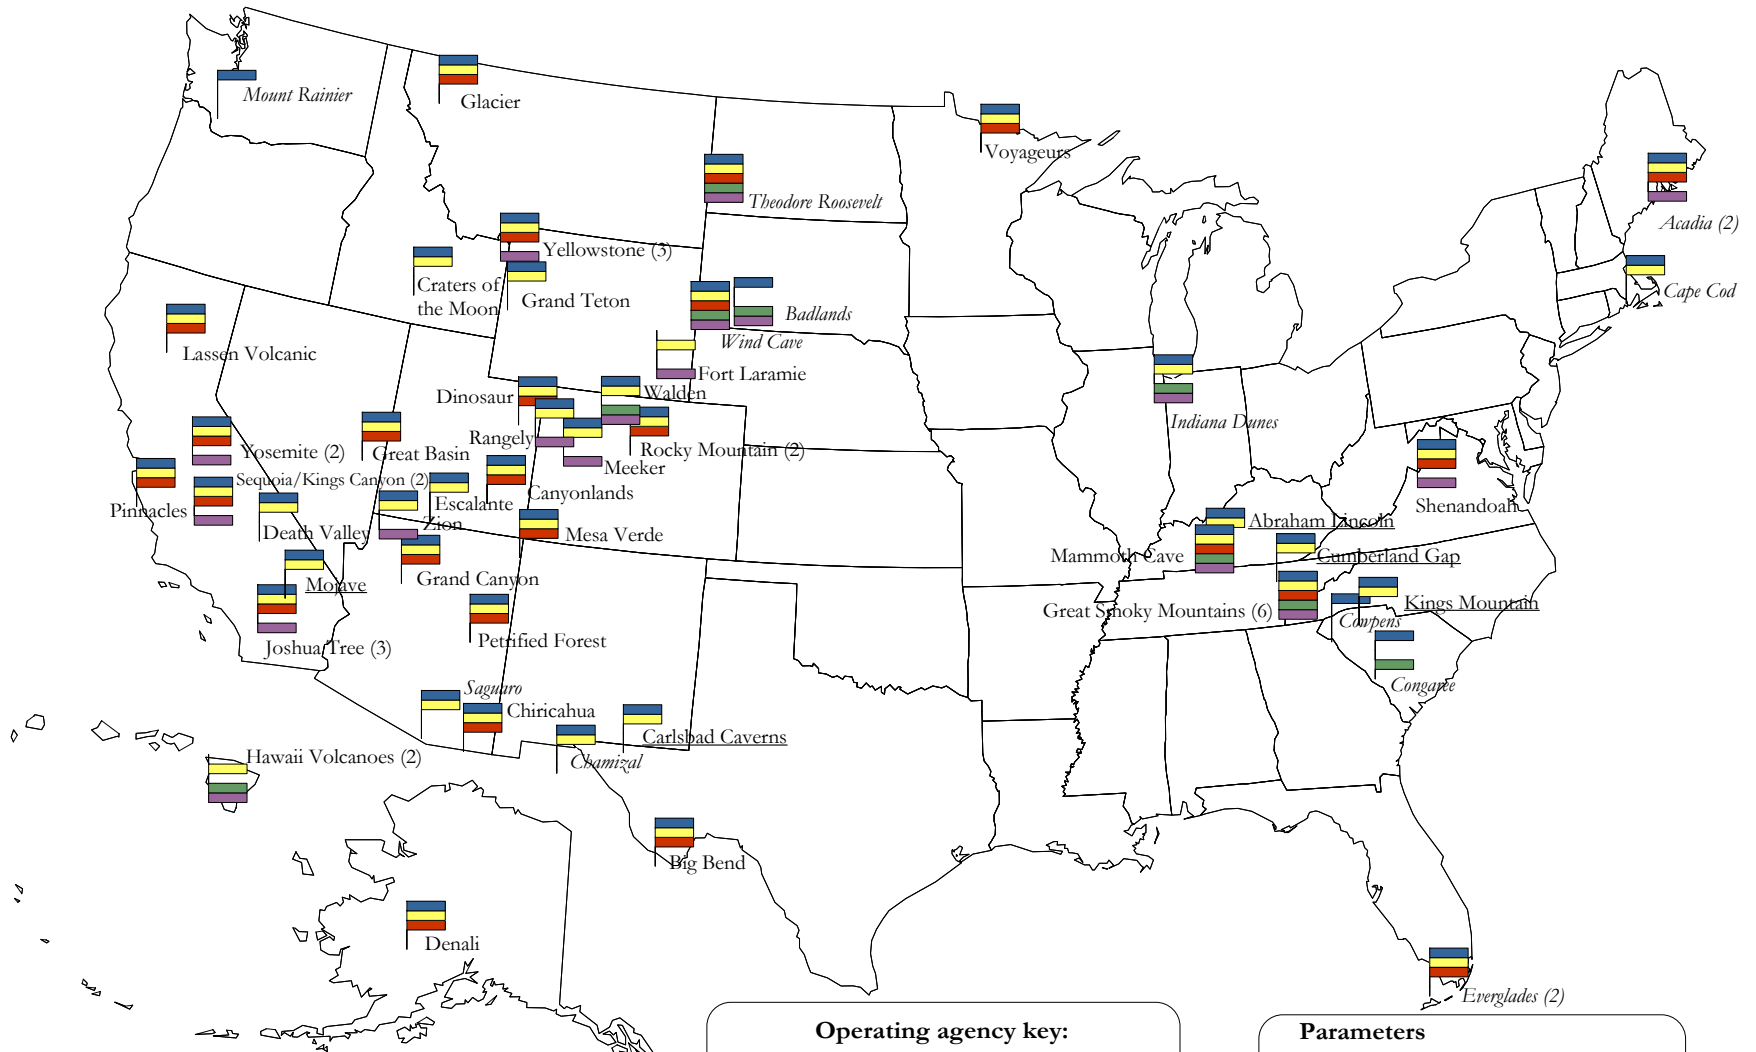 Mount Rainier
Glacier
Voyageurs
Theodore Roosevelt
Acadia (2)
Yellowstone (3)
Craters of
the Moon
Grand Teton
Cape Cod
Badlands
Wind Cave
Lassen Volcanic
Fort Laramie
Dinosaur
Walden
Indiana Dunes
Rangely
Yosemite (2)
Great Basin
Rocky Mountain (2)
Meeker
Sequoia/Kings Canyon (2)
Canyonlands
Escalante
Pinnacles
Shenandoah
Death Valley
Zion
Mesa Verde
Abraham Lincoln
Mammoth Cave
Cumberland Gap
Grand Canyon
Mojave
Great Smoky Mountains (6)
Kings Mountain
Cowpens
Petrified Forest
Joshua Tree (3)
Congaree
Saguaro
Chiricahua
Carlsbad Caverns
Chamizal
Hawaii Volcanoes (2)
Big Bend
Denali
Everglades (2)
Operating agency key:
Parameters